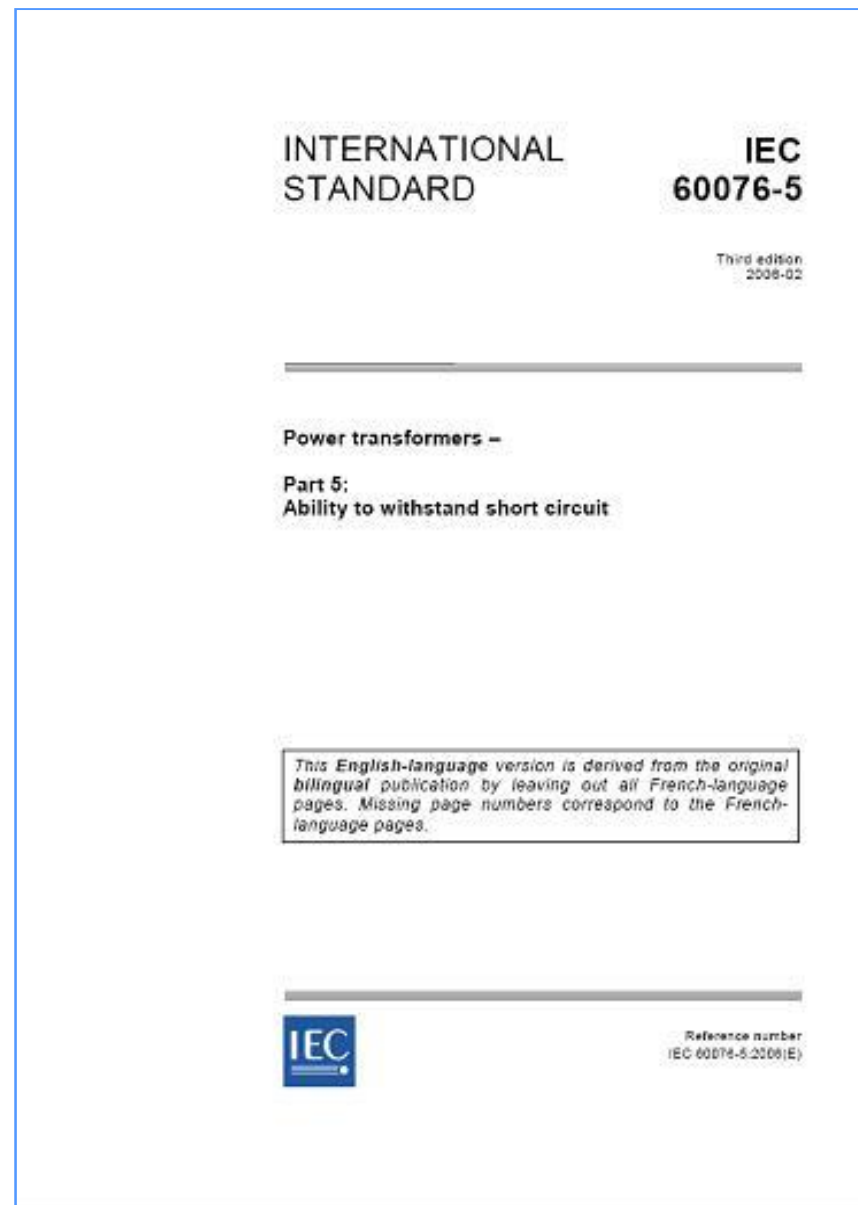 INTERNATIONAL
STANDARD
IEC
60076-5
Third edition
2006-02
Power transformers –
Part 5:
Ability to withstand short circuit
This English-language version is derived from the original
bilingual publication by leaving out all French-language
pages. Missing page numbers correspond to the French-
language pages.
IEC
Reference number
IEC 60076-5:2006(E)